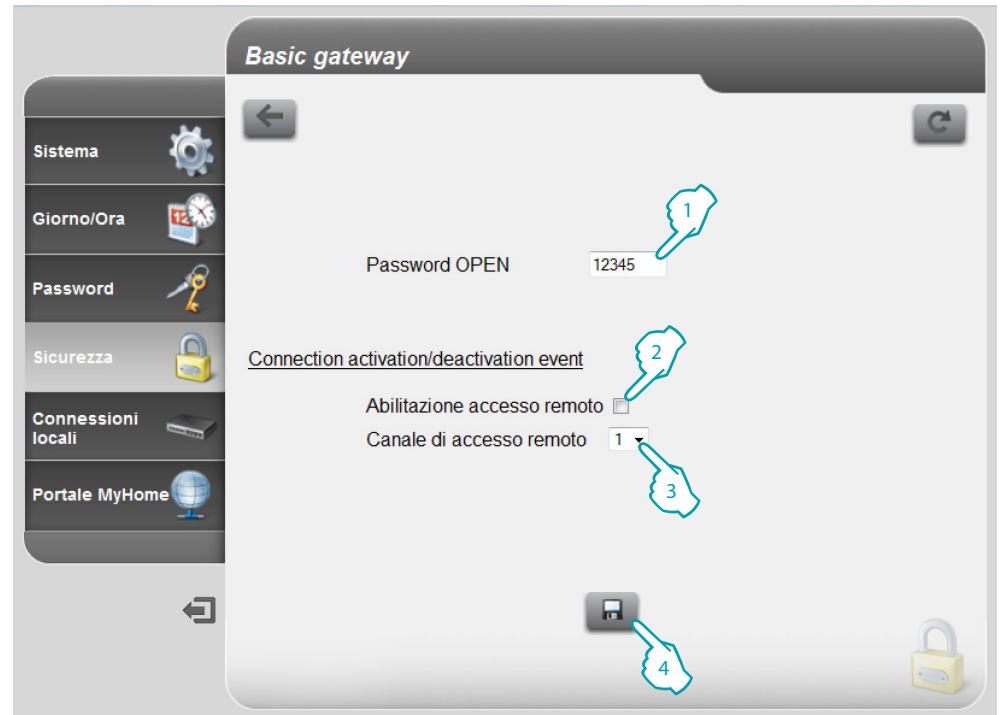 Basic gateway
Sistema
Giorno/Ora
12
Password
Sicurezza
Connessioni
locali
Portale MyHome
1
Password OPEN 12345
2
Connection activation/deactivation event
Abilitazione accesso remoto
Canale di accesso remoto 1
3
4